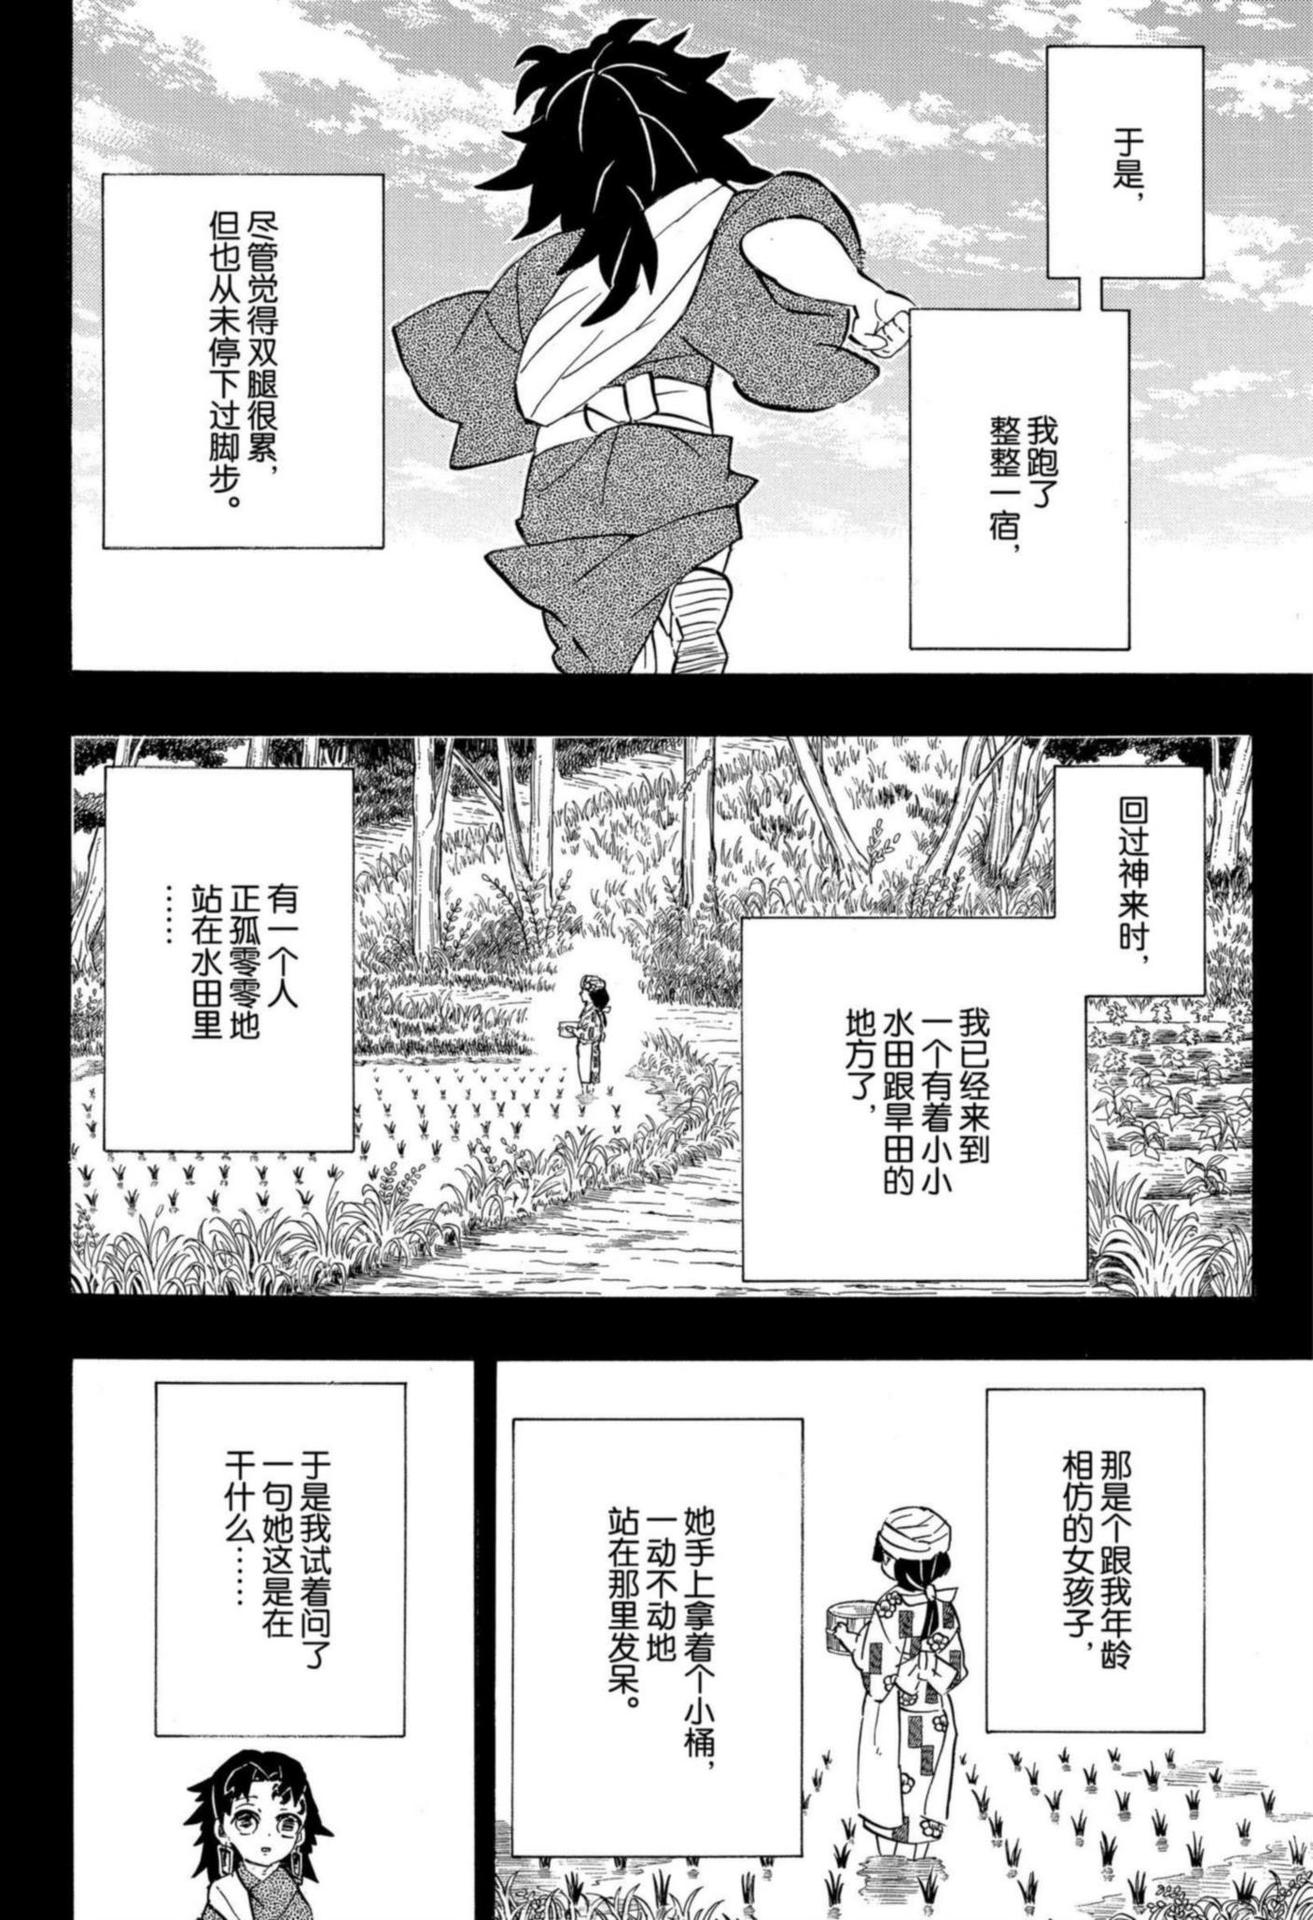 于是，
我跑了
整整一宿，
尽管觉得双腿很累，
但也从未停下过脚步。
回过神来时，
我已经来到
一个有着小小
水田跟旱田的
地方了，
有一个人
正孤零零地
站在水田里
……
那是个跟我年龄
相仿的女孩子，
她手上拿着个小桶，
一动不动地
站在那里发呆。
于是我试着问了
一句她这是在
干什么……